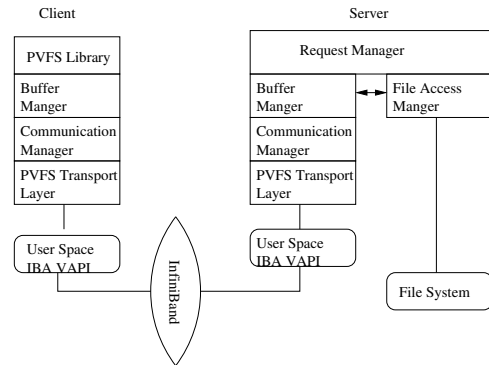 Client
Server
PVFS Library
Request Manager
Buffer
Manger
Buffer
Manger
File Access
Manger
Communication
Manager
Communication
Manager
PVFS Transport
Layer
PVFS Transport
Layer
User Space
IBA VAPI
InfiniBand
User Space
IBA VAPI
File System